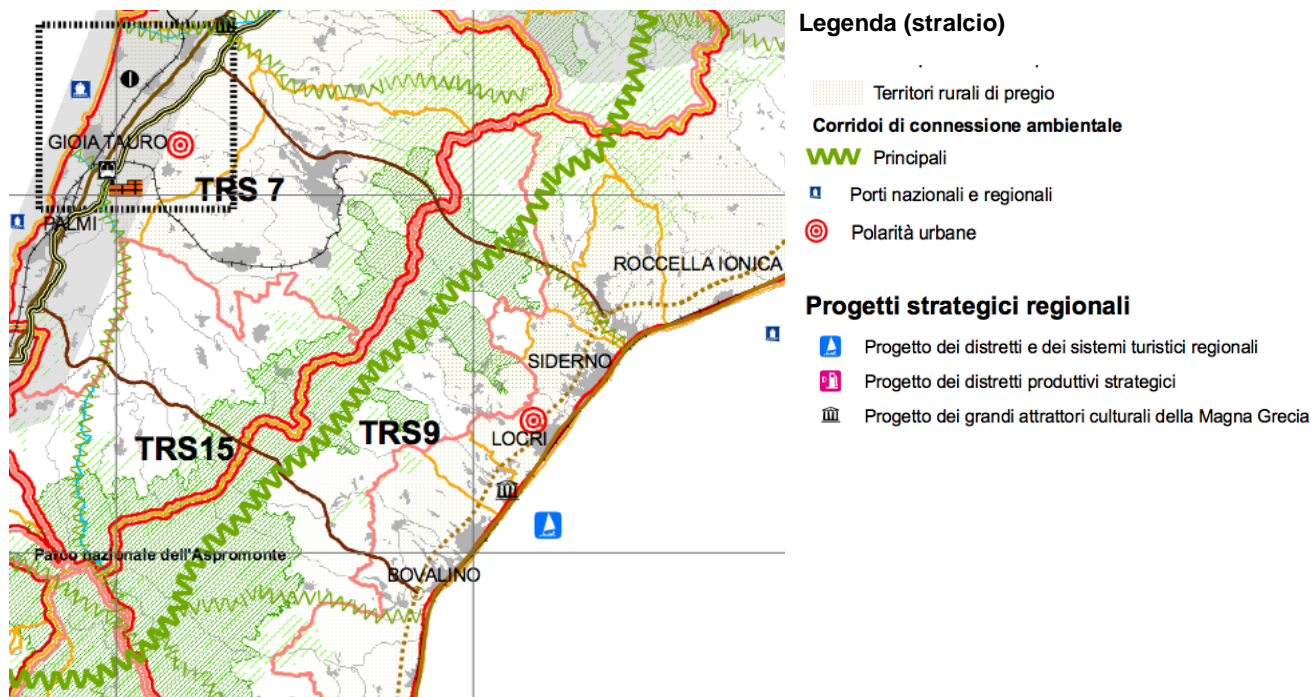 GIOIA TAURO
TRS 7
PALMI
ROCCELLA IONICA
SIDERNO
TRS9
LOCRI
TRS15
Parco nazionale dell'Aspromonte
BOVALINO
Legenda (stralcio)
Territori rurali di pregio
Corridoi di connessione ambientale
Principali
Porti nazionali e regionali
Polarità urbane
Progetti strategici regionali
Progetto dei distretti e dei sistemi turistici regionali
Progetto dei distretti produttivi strategici
Progetto dei grandi attrattori culturali della Magna Grecia